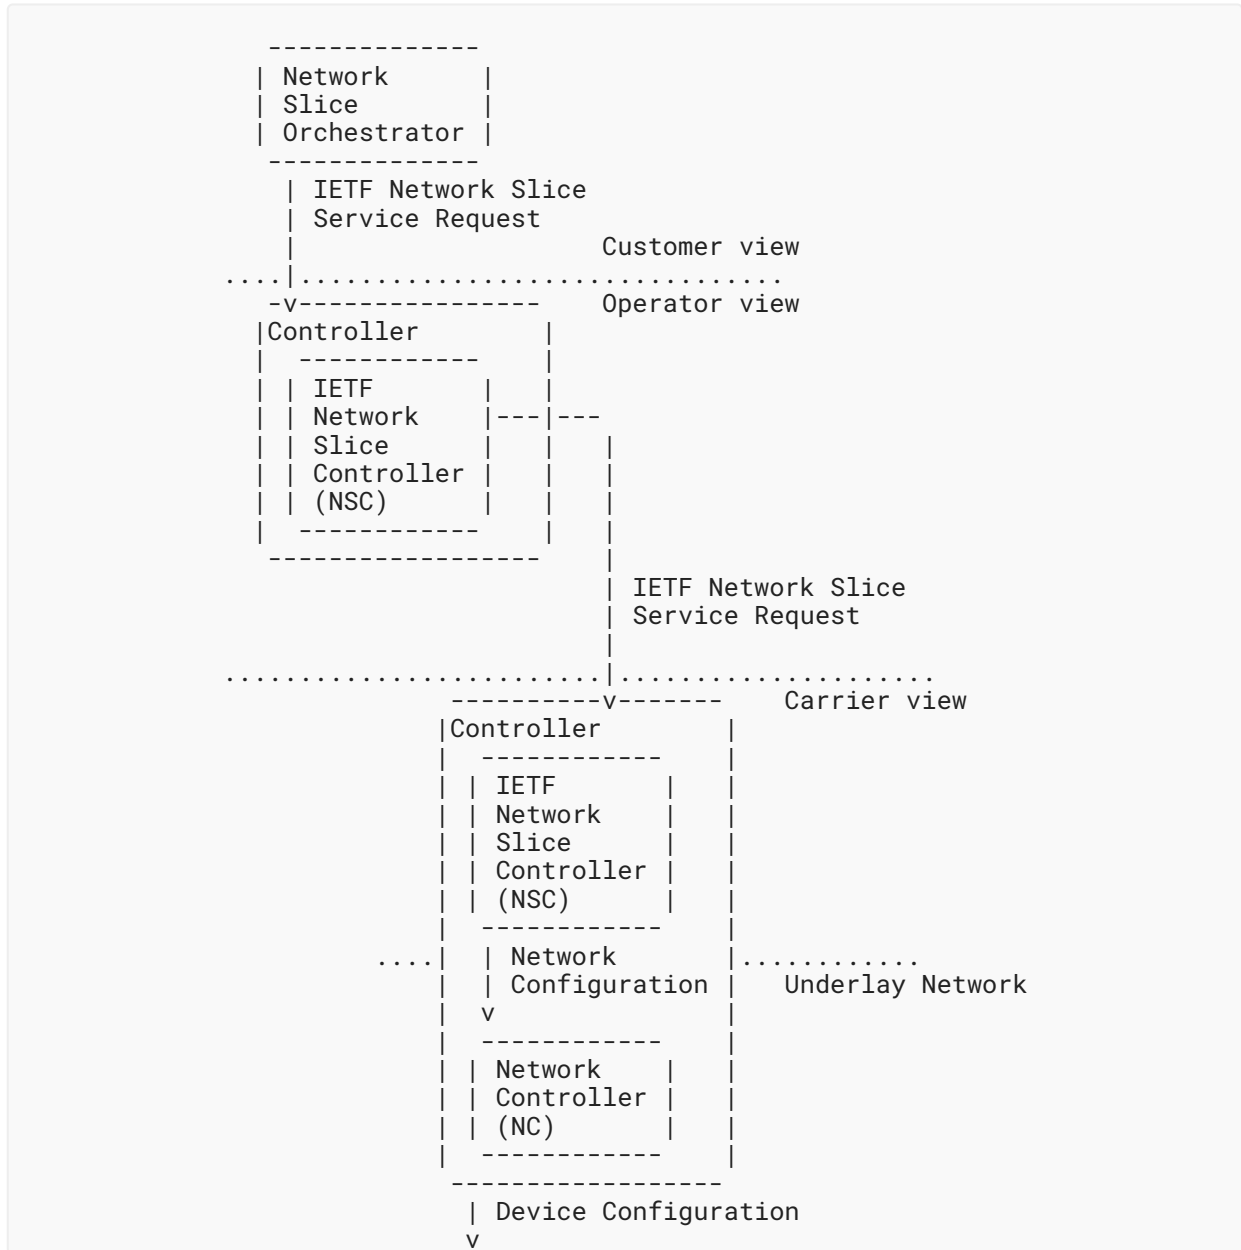 --------------
| Network      |
| Slice        |
| Orchestrator |
--------------
| IETF Network Slice
| Service Request
|                    Customer view
....|................................
-v----------------    Operator view
|Controller        |
|  ------------    |
| | IETF       |   |
| | Network    |---|---
| | Slice      |   |   |
| | Controller |   |   |
| | (NSC)      |   |   |
|  ------------    |   |
------------------    |
| IETF Network Slice
| Service Request
|
.........................|.....................
----------v-------    Carrier view
|Controller        |
|  ------------    |
| | IETF       |   |
| | Network    |   |
| | Slice      |   |
| | Controller |   |
| | (NSC)      |   |
|  ------------    |
....|  | Network       |............
|  | Configuration |   Underlay Network
|  v               |
|  ------------    |
| | Network    |   |
| | Controller |   |
| | (NC)       |   |
|  ------------    |
------------------
| Device Configuration
v